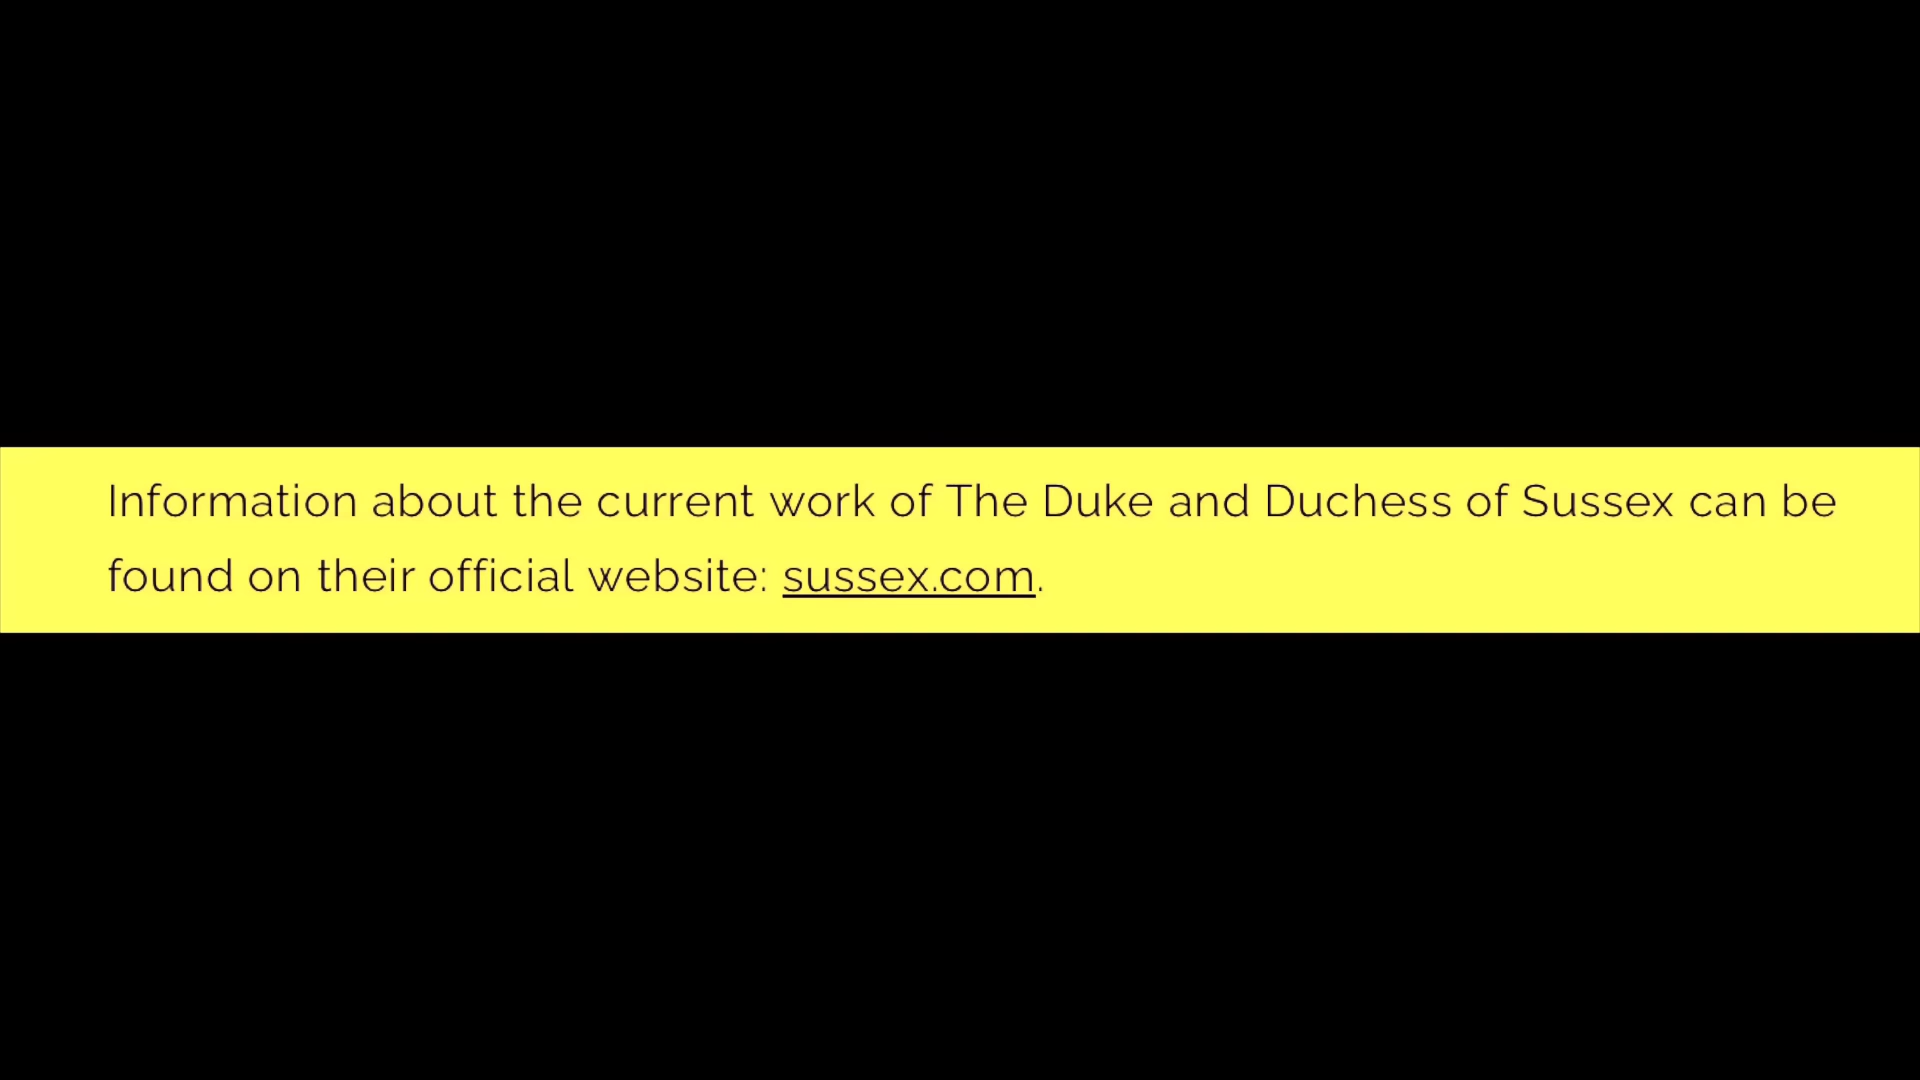 Information about the current work of The Duke and Duchess of Sussex can be
found on their official website: sussex.com.